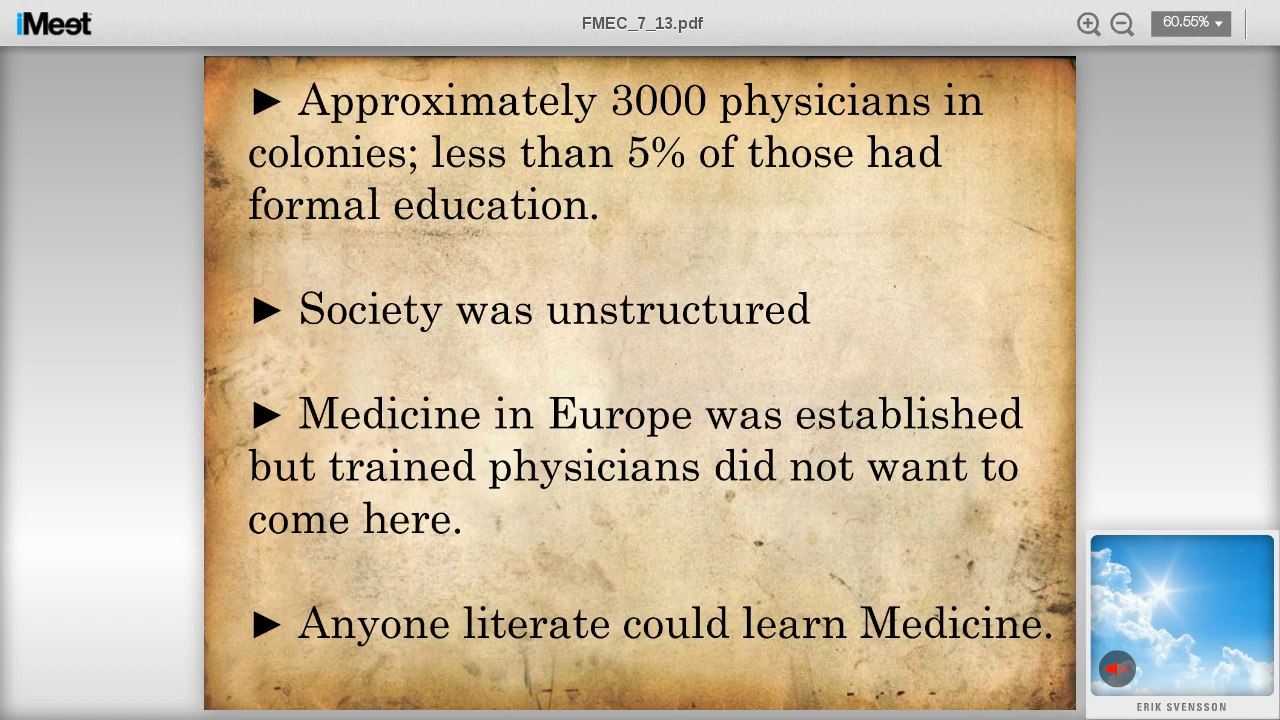 iMeet
FMEC_7_13.pdf
60.55%
► Approximately 3000 physicians in
colonies; less than 5% of those had
formal education.
► Society was unstructured
► Medicine in Europe was established
but trained physicians did not want to
come here.
► Anyone literate could learn Medicine.
ERIK SVENSSON